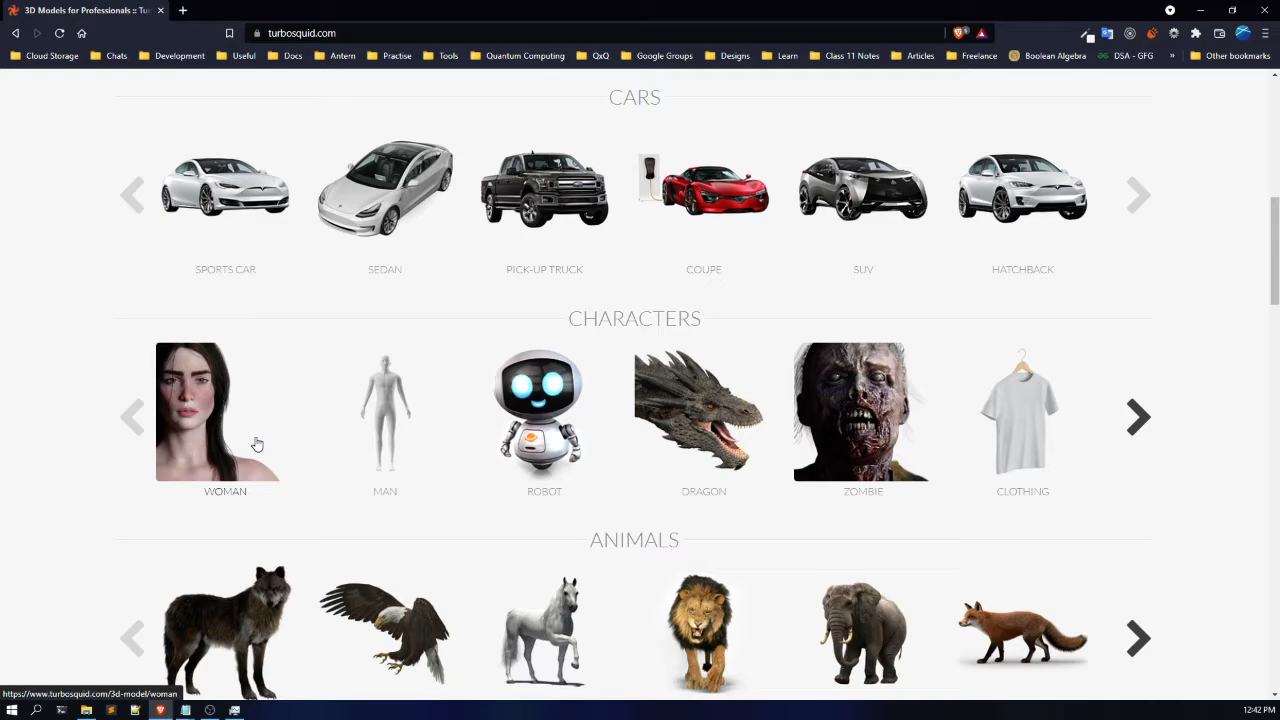 3D Models for Professionals :: Tu
turbosquid.com
6
Cloud Storage
Chats
Development
Useful
Docs
Antern
Practise
Tools
Quantum Computing
QxQ
Google Groups
Designs
Learn
Class 11 Notes
Articles
Freelance
Boolean Algebra
DSA - GFG
»
Other bookmarks
CARS
SPORTS CAR
SEDAN
PICK-UP TRUCK
COUPE
SUV
HATCHBACK
CHARACTERS
WOMAN
MAN
ROBOT
DRAGON
ZOMBIE
CLOTHING
ANIMALS
https://www.turbosquid.com/3d-model/woman
12:42 PM